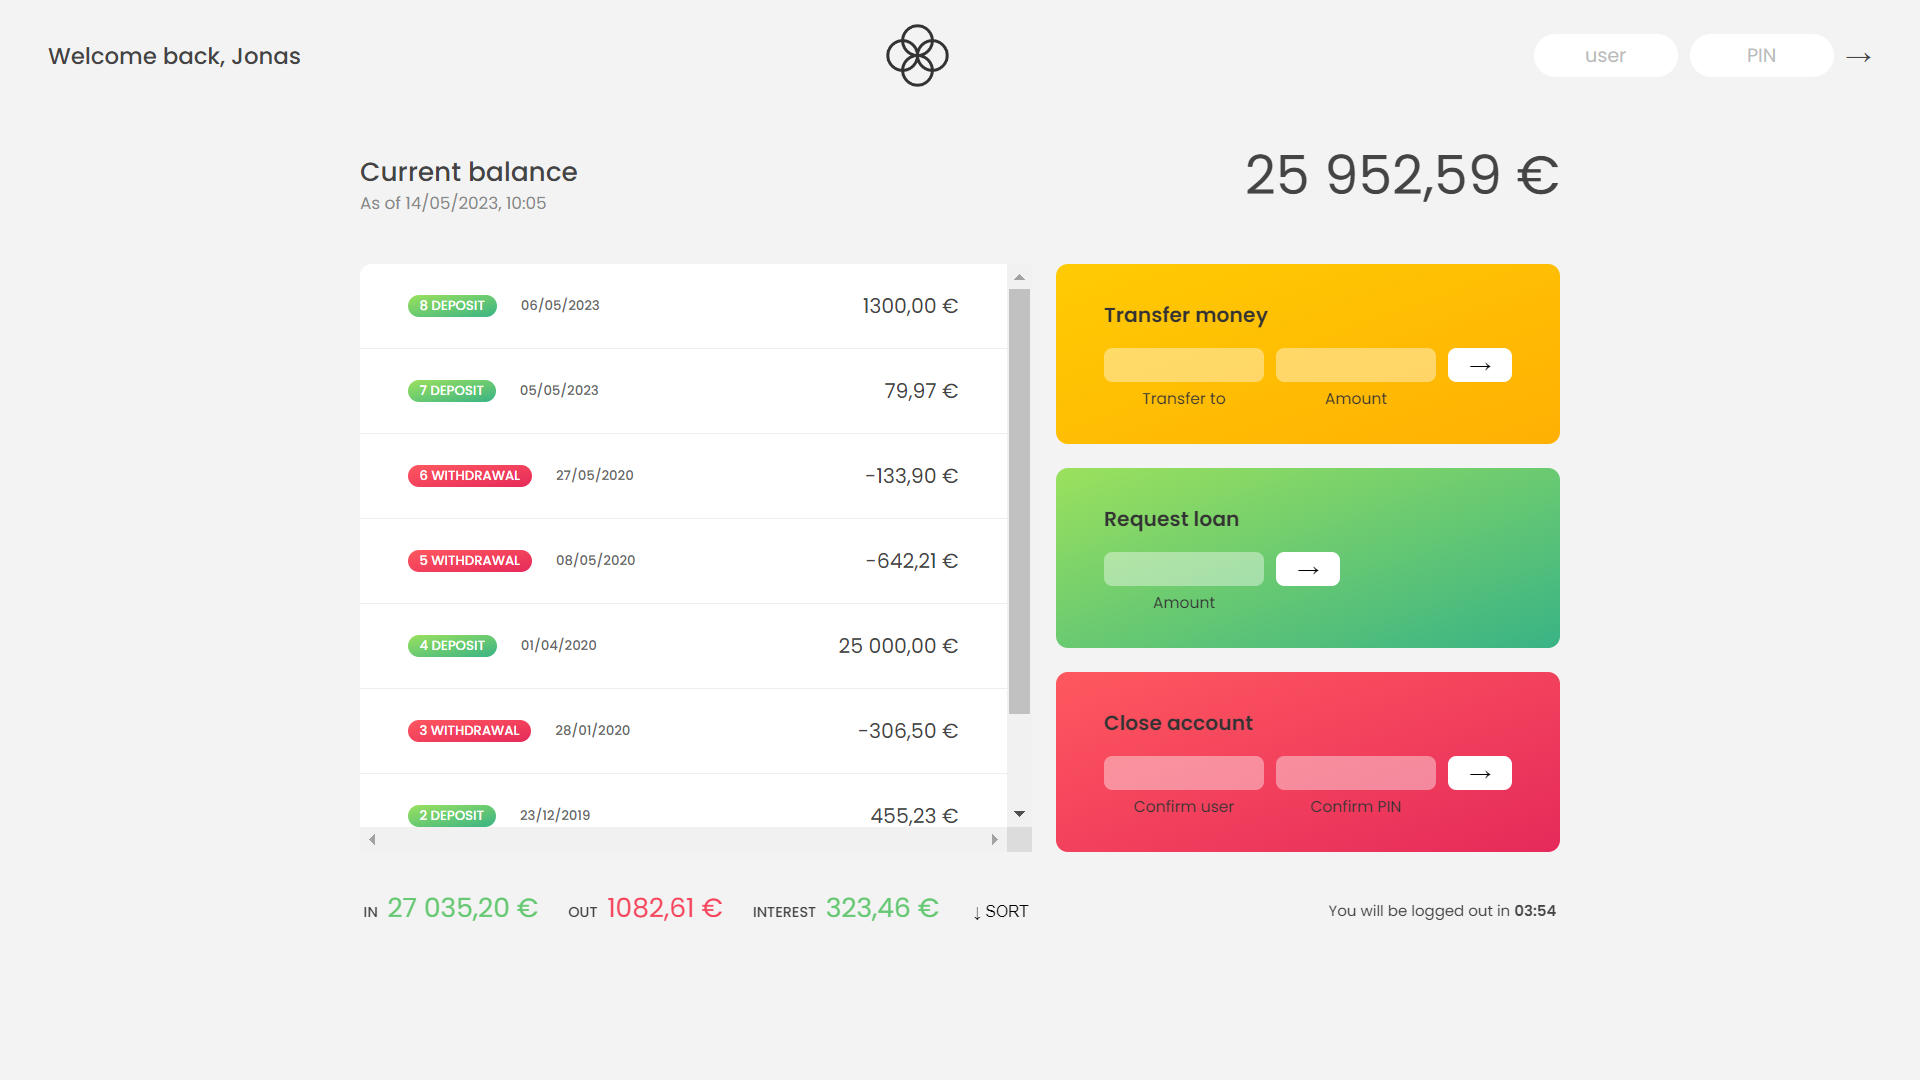 Welcome back, Jonas
user PIN →
Current balance
As of 14/05/2023, 10:05
25 952,59 €
8 DEPOSIT 06/05/2023 1300,00 €
7 DEPOSIT 05/05/2023 79,97 €
6 WITHDRAWAL 27/05/2020 -133,90 €
5 WITHDRAWAL 08/05/2020 -642,21 €
4 DEPOSIT 01/04/2020 25 000,00 €
3 WITHDRAWAL 28/01/2020 -306,50 €
2 DEPOSIT 23/12/2019 455,23 €
Transfer money
→
Transfer to Amount
Request loan
→
Amount
Close account
→
Confirm user Confirm PIN
IN 27 035,20 € OUT 1082,61 € INTEREST 323,46 € ↓ SORT
You will be logged out in 03:54